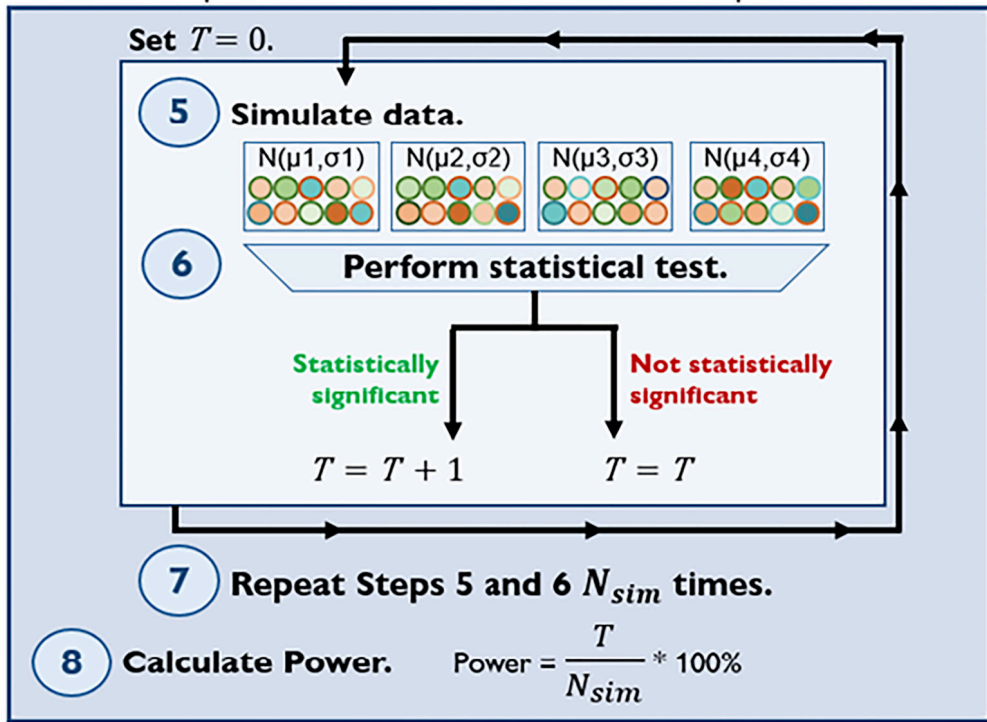 Set T = 0.
5 Simulate data.
N(μ1,σ1) N(μ2,σ2) N(μ3,σ3) N(μ4,σ4)
6 Perform statistical test.
Statistically
significant
Not statistically
significant
T = T + 1
T = T
7 Repeat Steps 5 and 6 N_sim times.
8 Calculate Power. Power = T / N_sim * 100%